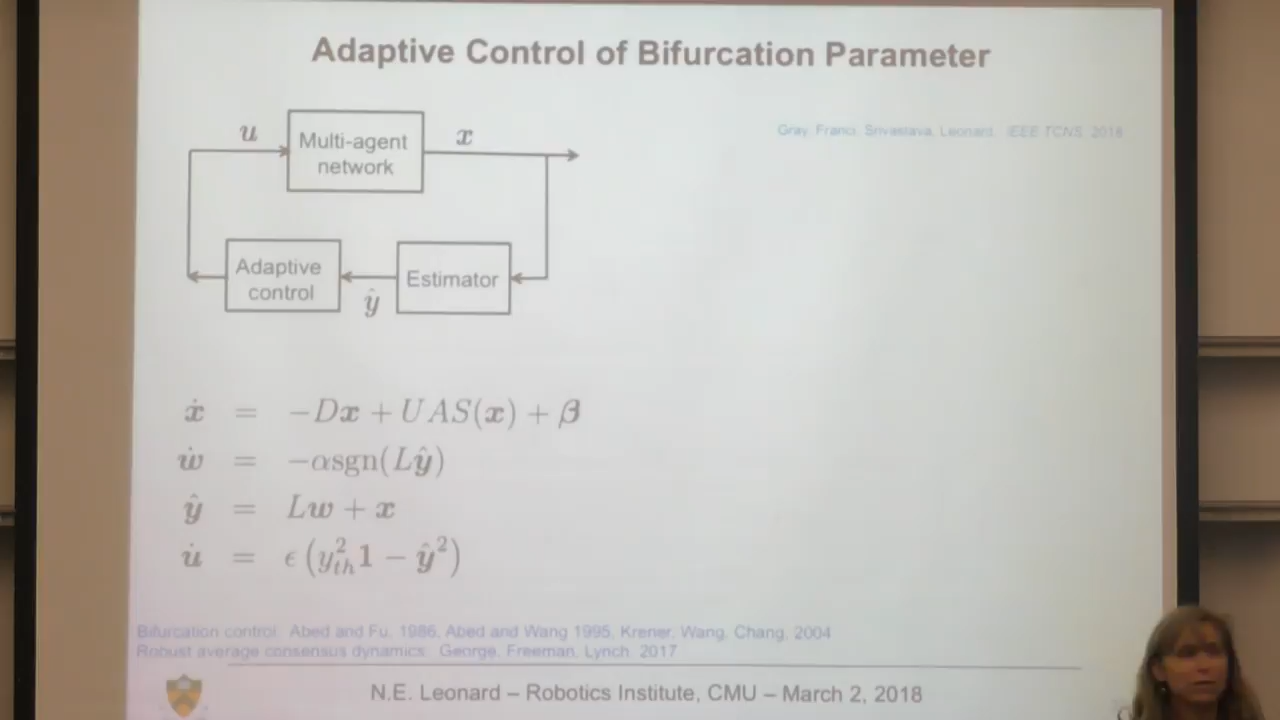 Adaptive Control of Bifurcation Parameter
Gray, Franci, Srivastava, Leonard IEEE TCNS, 2018
u
Multi-agent
network
x
Adaptive
control
ŷ
Estimator
ẋ = −Dx + UAS(x) + β
ẇ = −αsgn(Lŷ)
ŷ = Lw + x
u̇ = ϵ(y²ₜₕ1 − ŷ²)
Bifurcation control: Abed and Fu, 1986, Abed and Wang 1995, Krener, Wang, Chang, 2004
Robust average consensus dynamics: George, Freeman, Lynch, 2017
N.E. Leonard – Robotics Institute, CMU – March 2, 2018